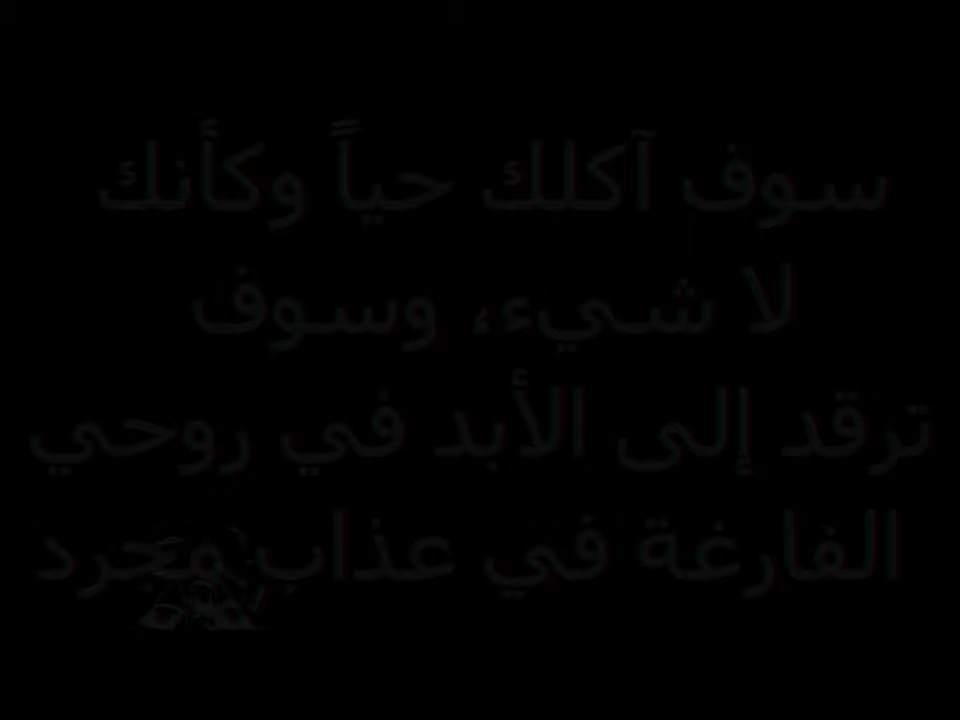 سوف آكلك حياً وكأنك
لا شيء، وسوف
ترقد إلى الأبد في روحي
الفارغة في عذاب مجرد